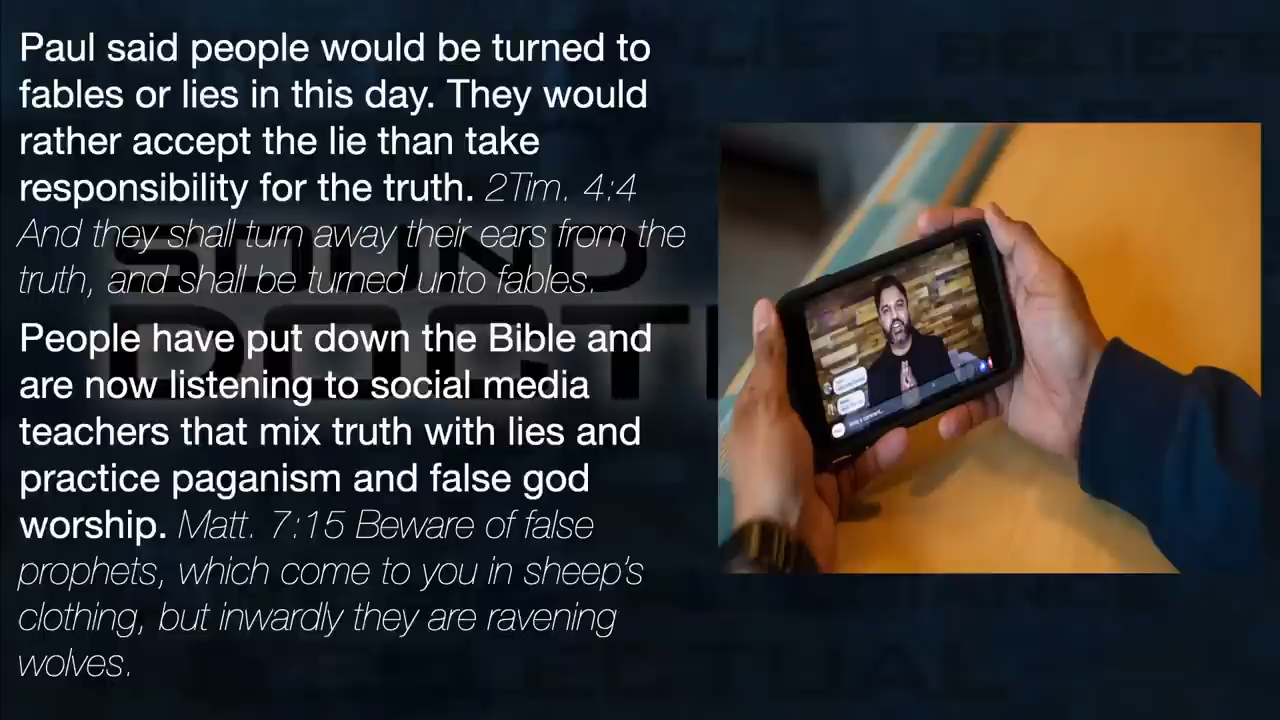 Paul said people would be turned to
fables or lies in this day. They would
rather accept the lie than take
responsibility for the truth. 2Tim. 4:4
And they shall turn away their ears from the
truth, and shall be turned unto fables.
People have put down the Bible and
are now listening to social media
teachers that mix truth with lies and
practice paganism and false god
worship. Matt. 7:15 Beware of false
prophets, which come to you in sheep's
clothing, but inwardly they are ravening
wolves.
SOUND